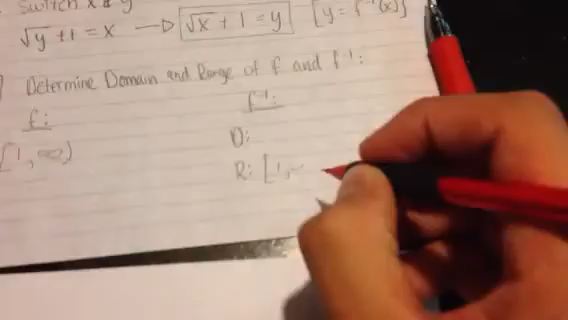 Switch x & y
√y + 1 = x → √x + 1 = y [y = f⁻¹(x)]
) Determine Domain and Range of f and f⁻¹:
f: f⁻¹:
D:
[1, ∞) R: [1,